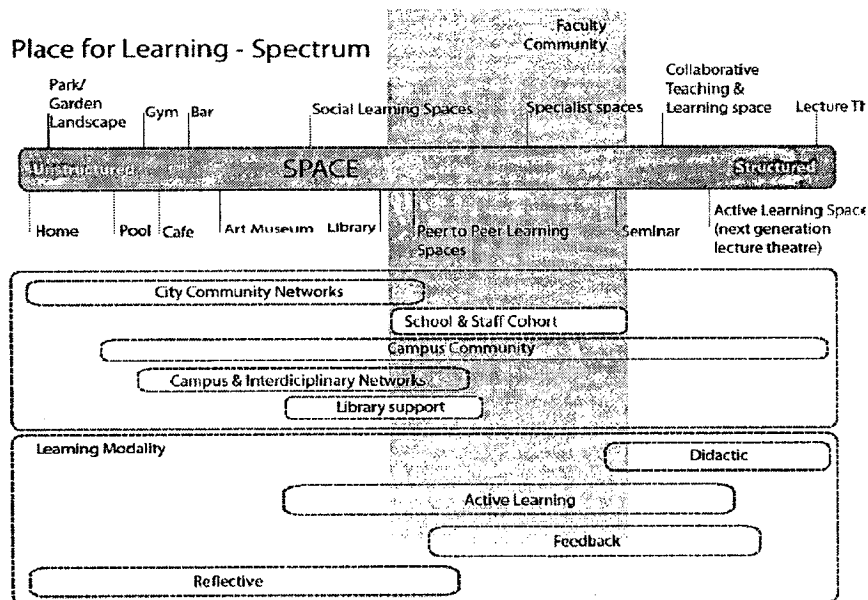 Place for Learning - Spectrum
Faculty
Community
Park/
Garden
Landscape
Gym
Bar
Social Learning Spaces
Specialist spaces
Collaborative
Teaching &
Learning space
Lecture Th
Unstructured
SPACE
Structured
Home
Pool
Cafe
Art Museum
Library
Peer to Peer Learning
Spaces
Seminar
Active Learning Space
(next generation
lecture theatre)
City Community Networks
School & Staff Cohort
Campus Community
Campus & Interdiciplinary Networks
Library support
Learning Modality
Didactic
Active Learning
Feedback
Reflective